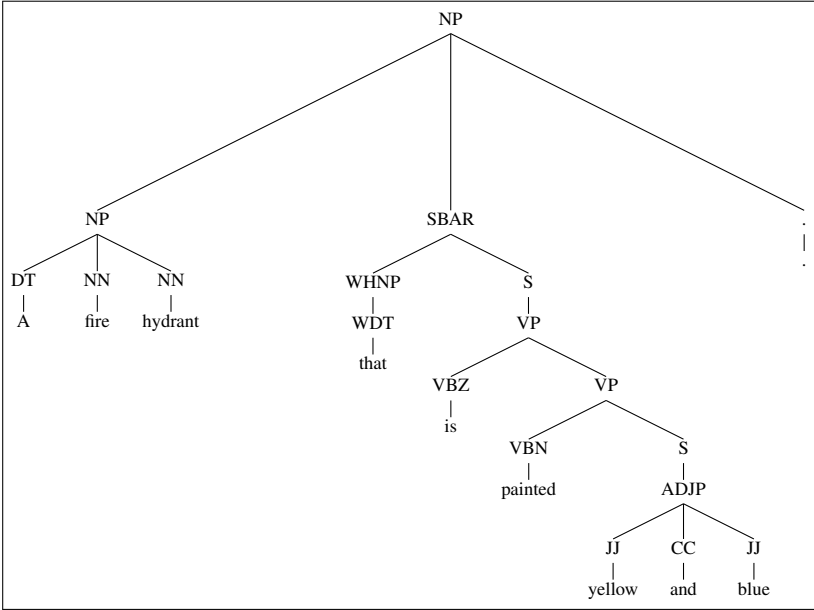 NP
NP SBAR .
DT NN NN WHNP S .
A fire hydrant WDT VP
that
VBZ VP
is
VBN S
painted ADJP
JJ CC JJ
yellow and blue